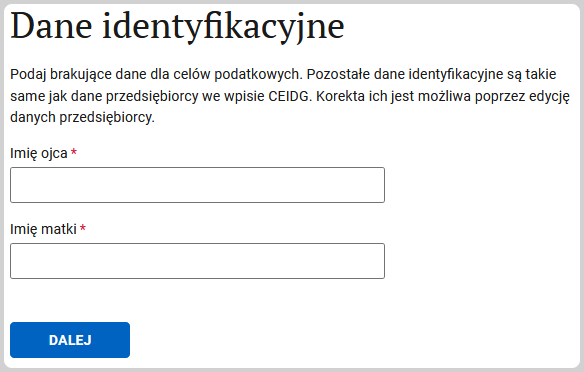 Dane identyfikacyjne
Podaj brakujące dane dla celów podatkowych. Pozostałe dane identyfikacyjne są takie
same jak dane przedsiębiorcy we wpisie CEIDG. Korekta ich jest możliwa poprzez edycję
danych przedsiębiorcy.
Imię ojca *
Imię matki *
DALEJ